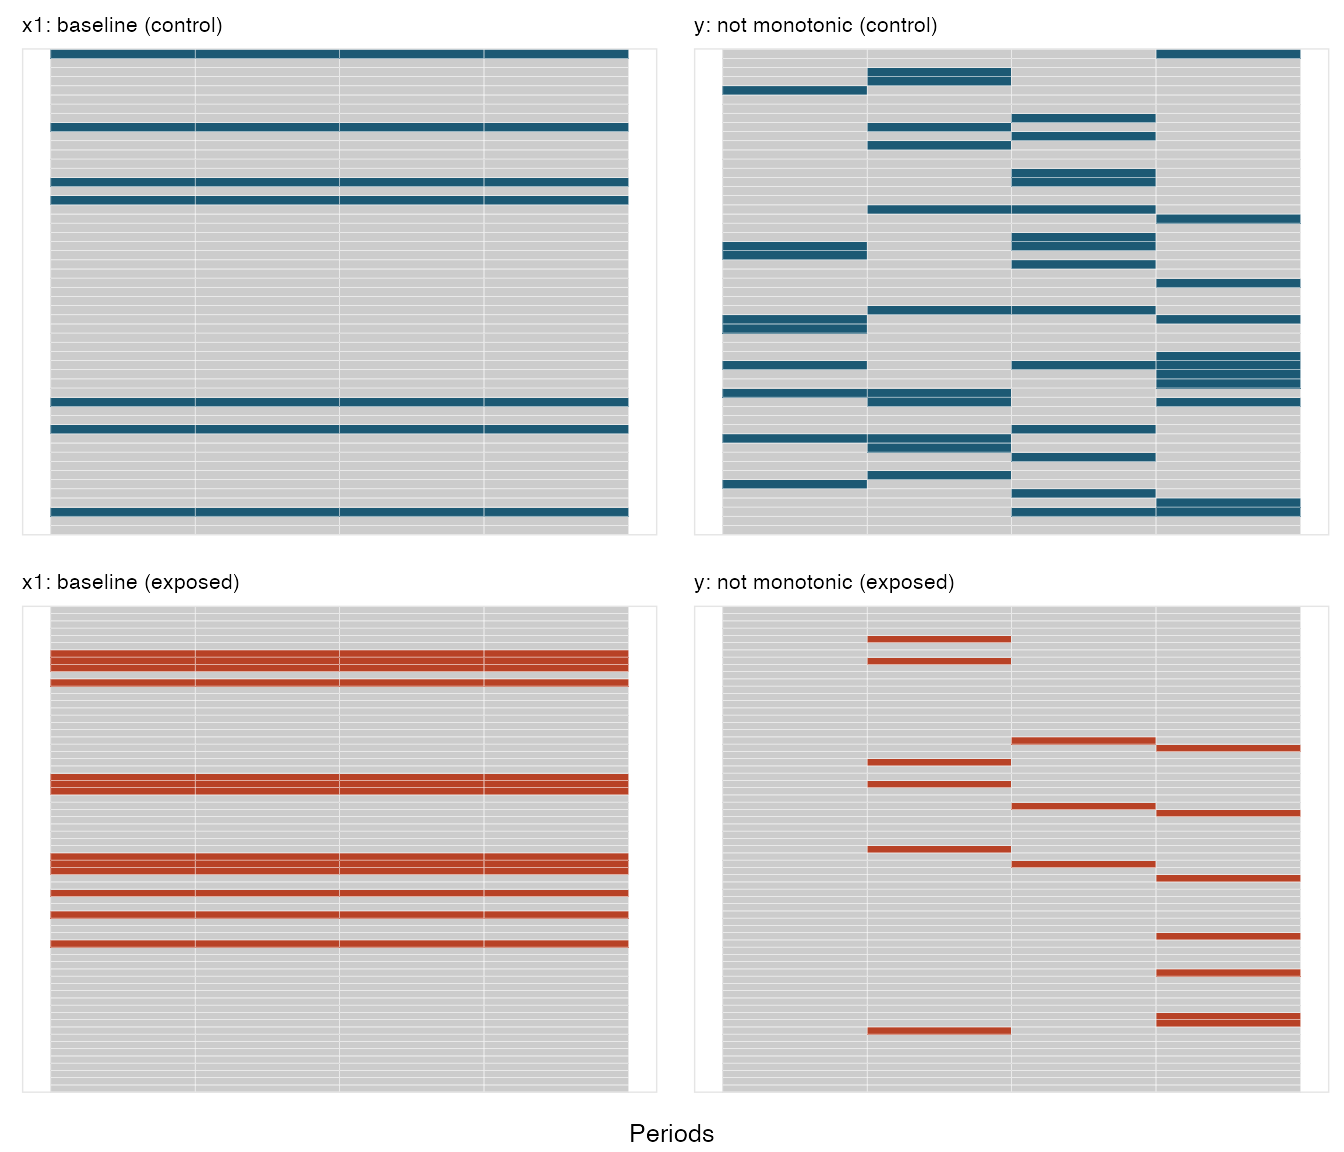 x1: baseline (control)
y: not monotonic (control)
x1: baseline (exposed)
y: not monotonic (exposed)
Periods